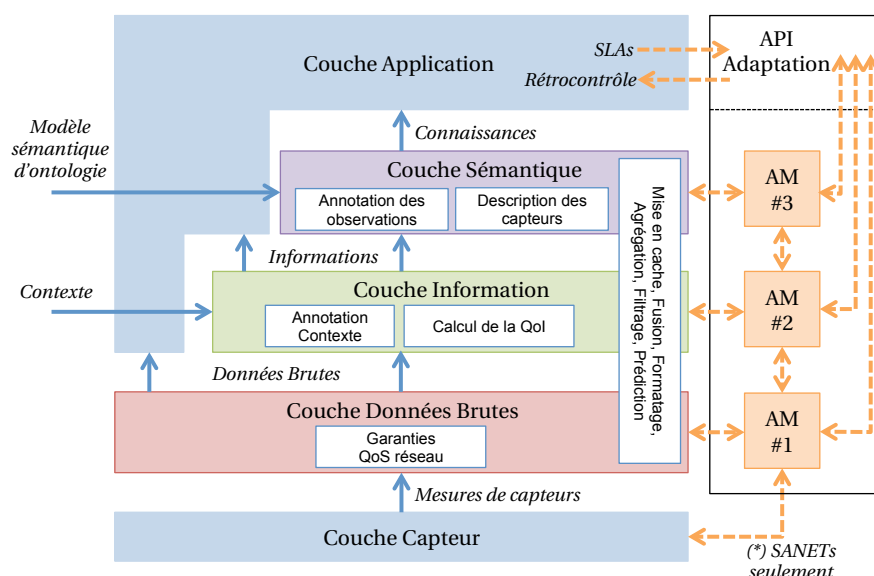 Couche Application
SLAs
Rétrocontrôle
API
Adaptation
Modèle
sémantique
d'ontologie
Connaissances
Couche Sémantique
Annotation des
observations
Description des
capteurs
AM
#3
Informations
Contexte
Couche Information
Annotation
Contexte
Calcul de la QoI
AM
#2
Mise en cache, Fusion, Formatage,
Agrégation, Filtrage, Prédiction
Données Brutes
Couche Données Brutes
Garanties
QoS réseau
AM
#1
Mesures de capteurs
Couche Capteur
(*) SANETs
seulement